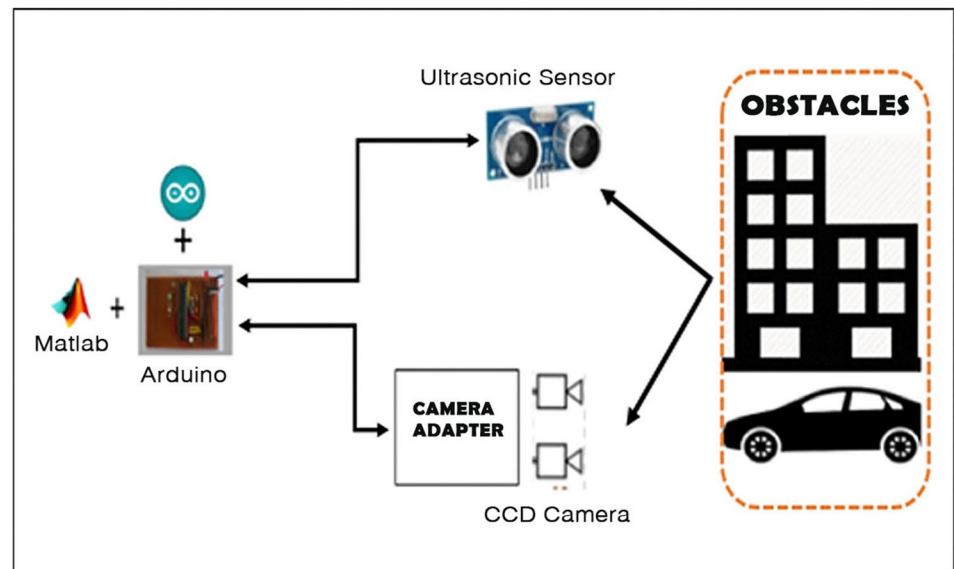 Ultrasonic Sensor
OBSTACLES
+
Matlab
+
Arduino
CAMERA
ADAPTER
CCD Camera